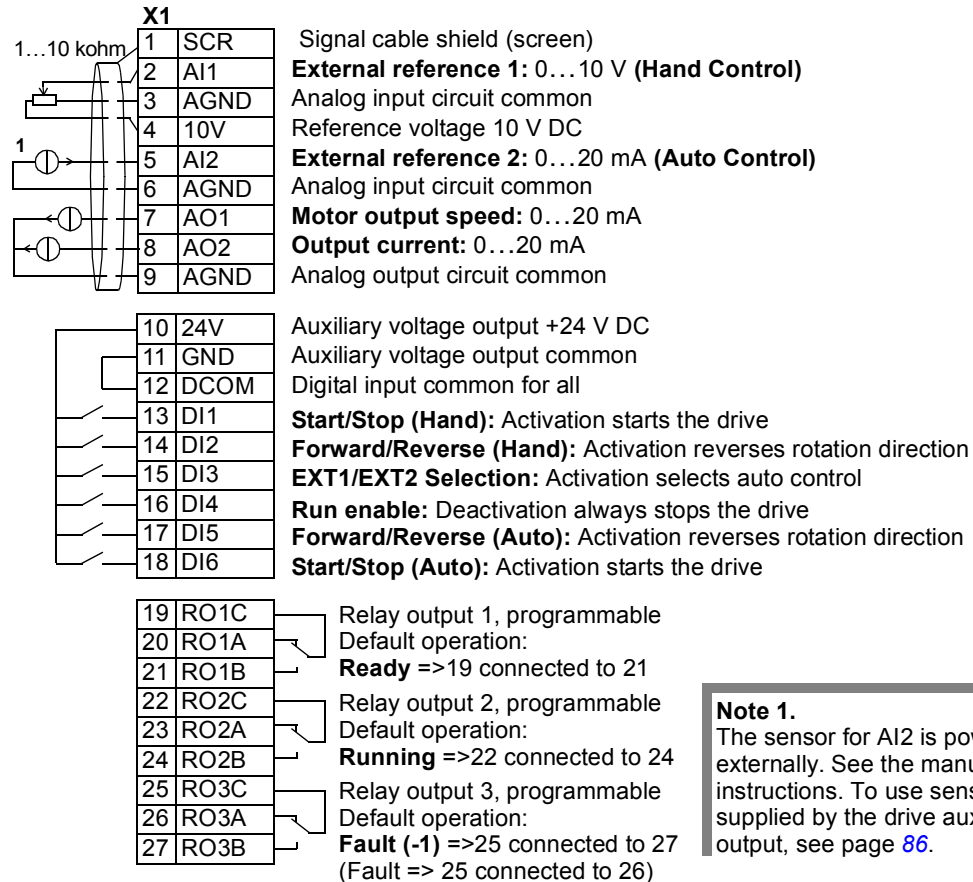 X1
1…10 kohm
1 SCR Signal cable shield (screen)
2 AI1 External reference 1: 0…10 V (Hand Control)
3 AGND Analog input circuit common
4 10V Reference voltage 10 V DC
1
5 AI2 External reference 2: 0…20 mA (Auto Control)
6 AGND Analog input circuit common
7 AO1 Motor output speed: 0…20 mA
8 AO2 Output current: 0…20 mA
9 AGND Analog output circuit common
10 24V Auxiliary voltage output +24 V DC
11 GND Auxiliary voltage output common
12 DCOM Digital input common for all
13 DI1 Start/Stop (Hand): Activation starts the drive
14 DI2 Forward/Reverse (Hand): Activation reverses rotation direction
15 DI3 EXT1/EXT2 Selection: Activation selects auto control
16 DI4 Run enable: Deactivation always stops the drive
17 DI5 Forward/Reverse (Auto): Activation reverses rotation direction
18 DI6 Start/Stop (Auto): Activation starts the drive
19 RO1C Relay output 1, programmable
20 RO1A Default operation:
21 RO1B Ready =>19 connected to 21
22 RO2C Relay output 2, programmable
23 RO2A Default operation:
24 RO2B Running =>22 connected to 24
25 RO3C Relay output 3, programmable
26 RO3A Default operation:
27 RO3B Fault (-1) =>25 connected to 27
(Fault => 25 connected to 26)
Note 1.
The sensor for AI2 is
externally. See the
instructions. To use
supplied by the drive
output, see page 86.